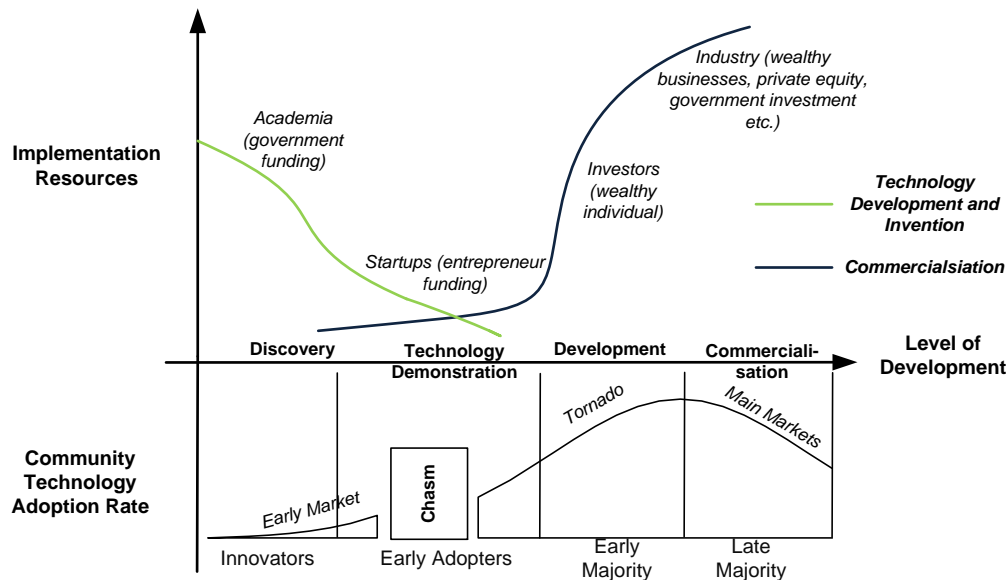 Implementation
Resources
Academia
(government
funding)
Startups (entrepreneur
funding)
Investors
(wealthy
individual)
Industry (wealthy
businesses, private equity,
government investment
etc.)
Technology
Development and
Invention
Commercialsiation
Discovery
Technology
Demonstration
Development
Commerciali-
sation
Level of
Development
Community
Technology
Adoption Rate
Early Market
Chasm
Tornado
Main Markets
Innovators
Early Adopters
Early
Majority
Late
Majority